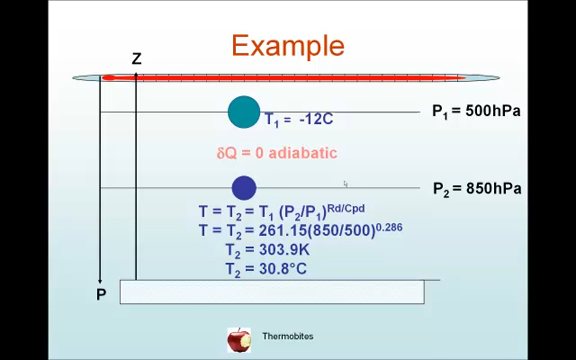 Example
Z
P₁ = 500hPa
T₁ = -12C
δQ = 0 adiabatic
P₂ = 850hPa
T = T₂ = T₁ (P₂/P₁)^Rd/Cpd
T = T₂ = 261.15(850/500)^0.286
T₂ = 303.9K
T₂ = 30.8°C
P
Thermobites